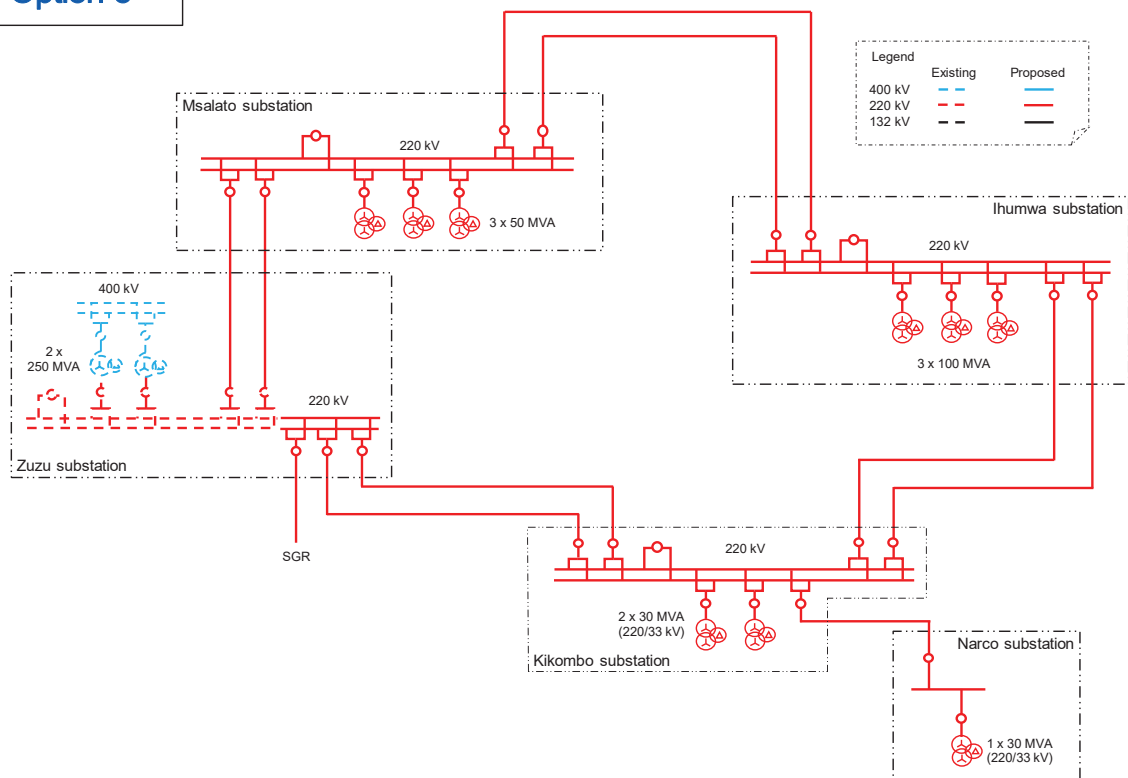 Legend
Existing Proposed
400 kV
220 kV
132 kV
Msalato substation
220 kV
3 x 50 MVA
Ihumwa substation
220 kV
3 x 100 MVA
400 kV
2 x
250 MVA
220 kV
Zuzu substation
SGR
220 kV
2 x 30 MVA
(220/33 kV)
Kikombo substation
Narco substation
1 x 30 MVA
(220/33 kV)